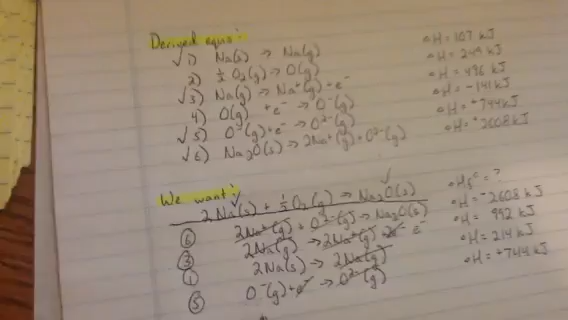 Derived eqns:
✓1) Na(s) → Na(g) ΔH = 107 kJ
2) ½ O₂(g) → O(g) ΔH = 249 kJ
✓3) Na(g) → Na⁺(g) + e⁻ ΔH = 496 kJ
4) O(g) + e⁻ → O⁻(g) ΔH = -141 kJ
✓5) O⁻(g) + e⁻ → O²⁻(g) ΔH = +744 kJ
✓6) Na₂O(s) → 2Na⁺(g) + O²⁻(g) ΔH = +2608 kJ
We want:
2Na(s) + ½O₂(g) → Na₂O(s) ΔHf° = ?
⑥ 2Na⁺(g) + O²⁻(g) → Na₂O(s) ΔH = -2608 kJ
③ 2Na(g) → 2Na⁺(g) + 2e⁻ ΔH = 992 kJ
① 2Na(s) → 2Na(g) ΔH = 214 kJ
⑤ O⁻(g) + e⁻ → O²⁻(g) ΔH = +744 kJ